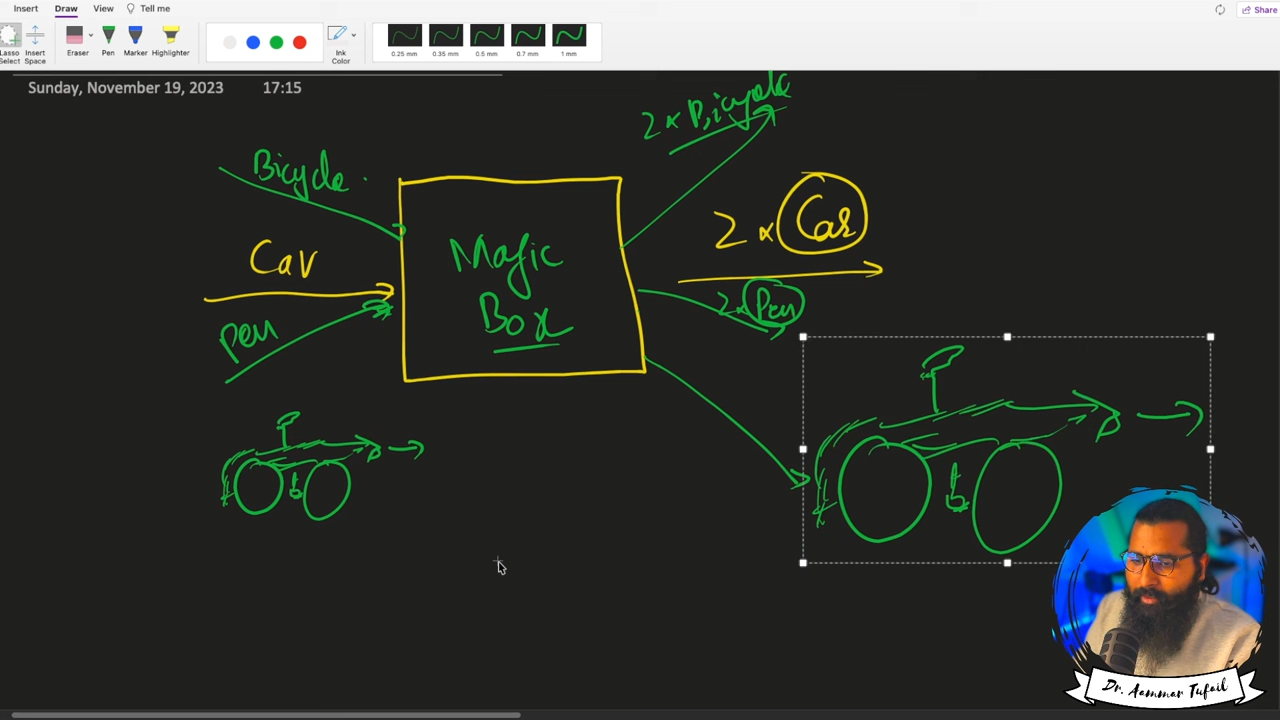 Insert Draw View Tell me
Share
Lasso Select
Insert Space
Eraser
Pen
Marker
Highlighter
Ink Color
0.25 mm
0.35 mm
0.5 mm
0.7 mm
1 mm
Sunday, November 19, 2023 17:15
2 × Bicycle
Bicycle
Car
Pen
Magic
Box
2 × Car
2 × Pen
Dr. Aammar Tufail